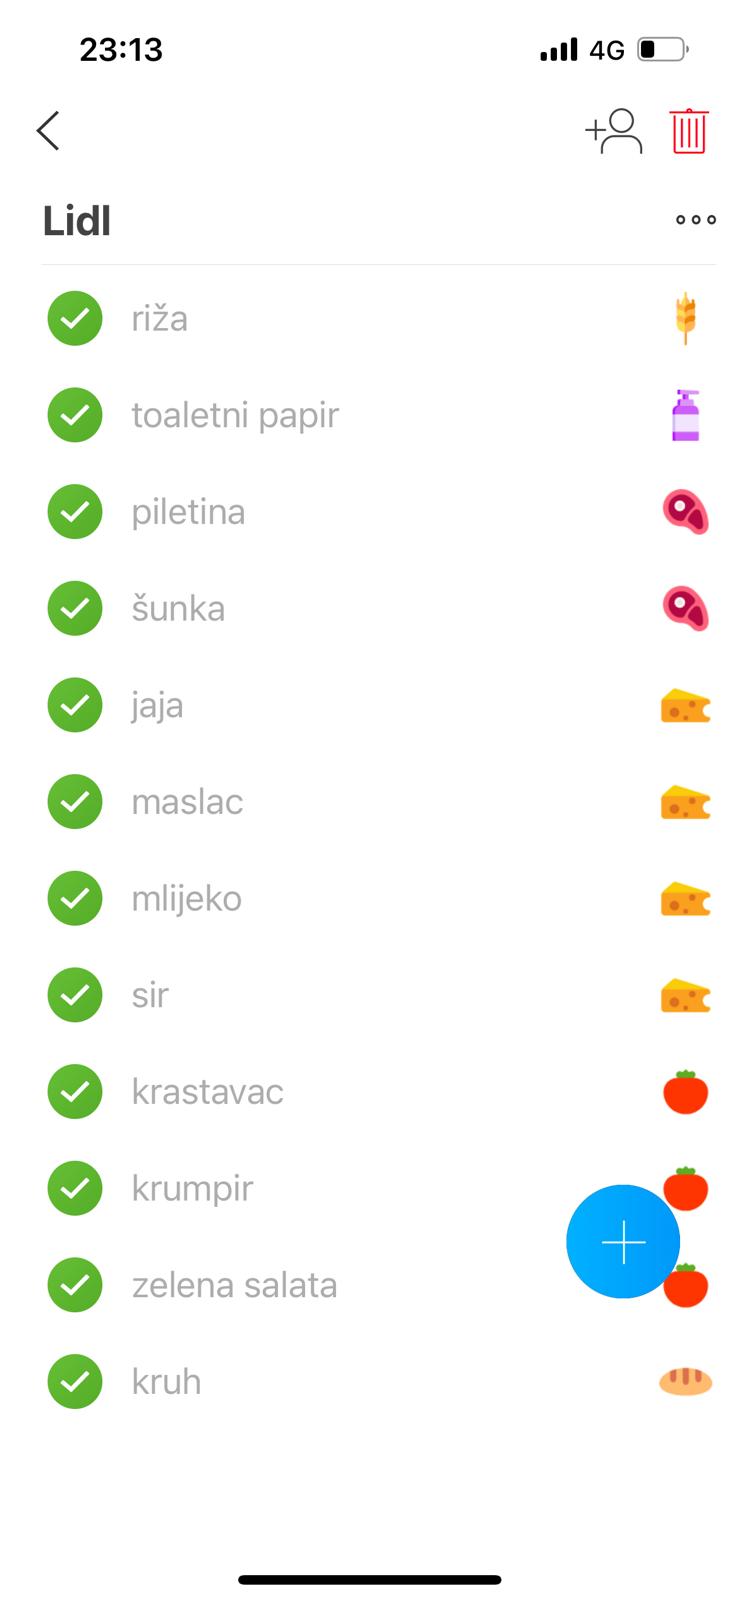 23:13
4G
Lidl
riža
toaletni papir
piletina
šunka
jaja
maslac
mlijeko
sir
krastavac
krumpir
zelena salata
kruh